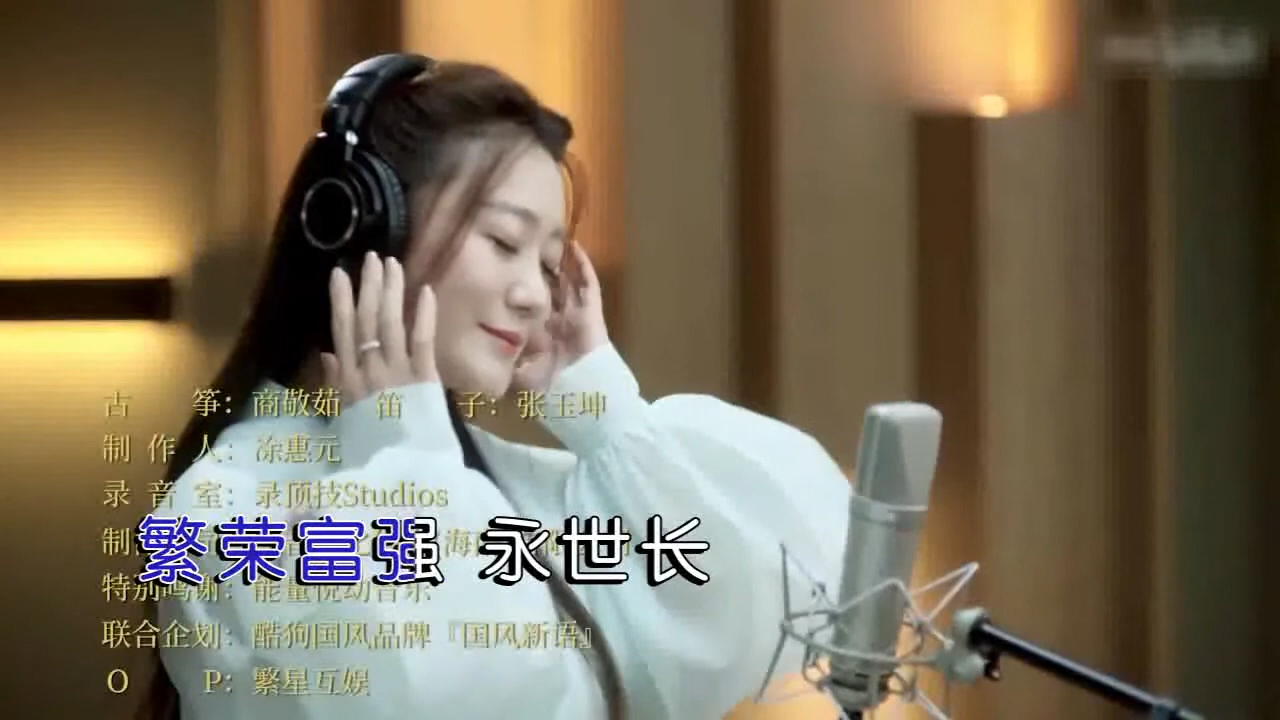 古 筝：商敬茹 笛 子：张玉坤
制 作 人：涂惠元
录 音 室：录顶技Studios
制
繁荣富强 永世长
特别鸣谢：能量悦动音乐
联合企划：酷狗国风品牌『国风新语』
O P：繁星互娱